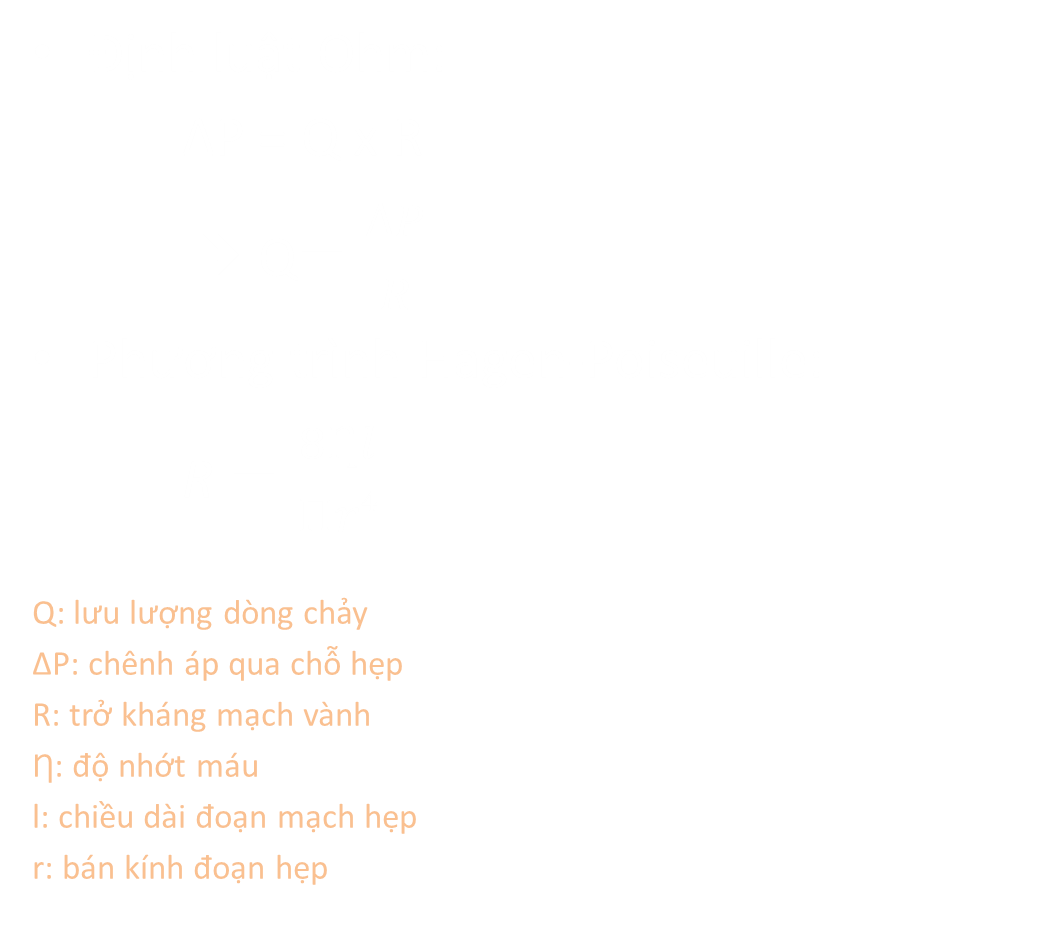 Q: lưu lượng dòng chảy
ΔP: chênh áp qua chỗ hẹp
R: trở kháng mạch vành
Ƞ: độ nhớt máu
l: chiều dài đoạn mạch hẹp
r: bán kính đoạn hẹp